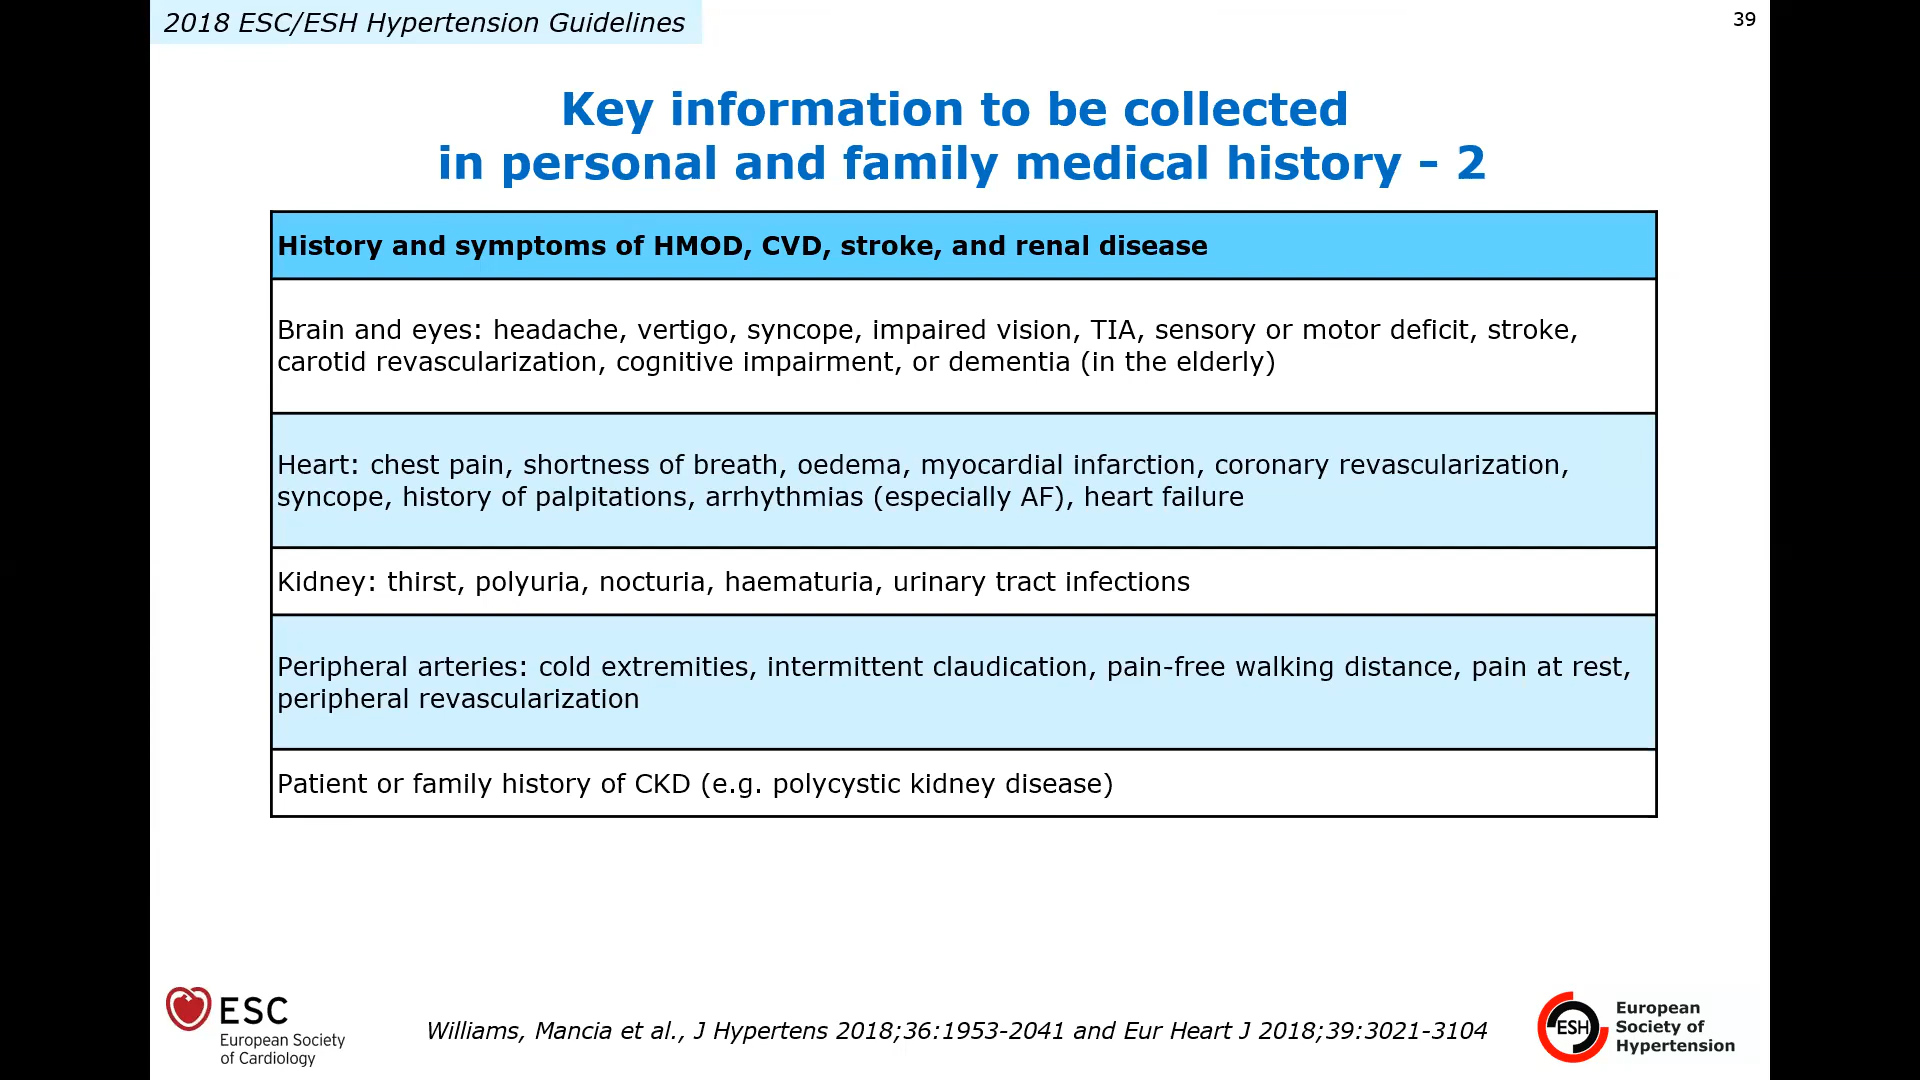 2018 ESC/ESH Hypertension Guidelines
39
Key information to be collected
in personal and family medical history - 2
History and symptoms of HMOD, CVD, stroke, and renal disease
Brain and eyes: headache, vertigo, syncope, impaired vision, TIA, sensory or motor deficit, stroke,
carotid revascularization, cognitive impairment, or dementia (in the elderly)
Heart: chest pain, shortness of breath, oedema, myocardial infarction, coronary revascularization,
syncope, history of palpitations, arrhythmias (especially AF), heart failure
Kidney: thirst, polyuria, nocturia, haematuria, urinary tract infections
Peripheral arteries: cold extremities, intermittent claudication, pain-free walking distance, pain at rest,
peripheral revascularization
Patient or family history of CKD (e.g. polycystic kidney disease)
ESC
European Society
of Cardiology
Williams, Mancia et al., J Hypertens 2018;36:1953-2041 and Eur Heart J 2018;39:3021-3104
ESH
European
Society of
Hypertension